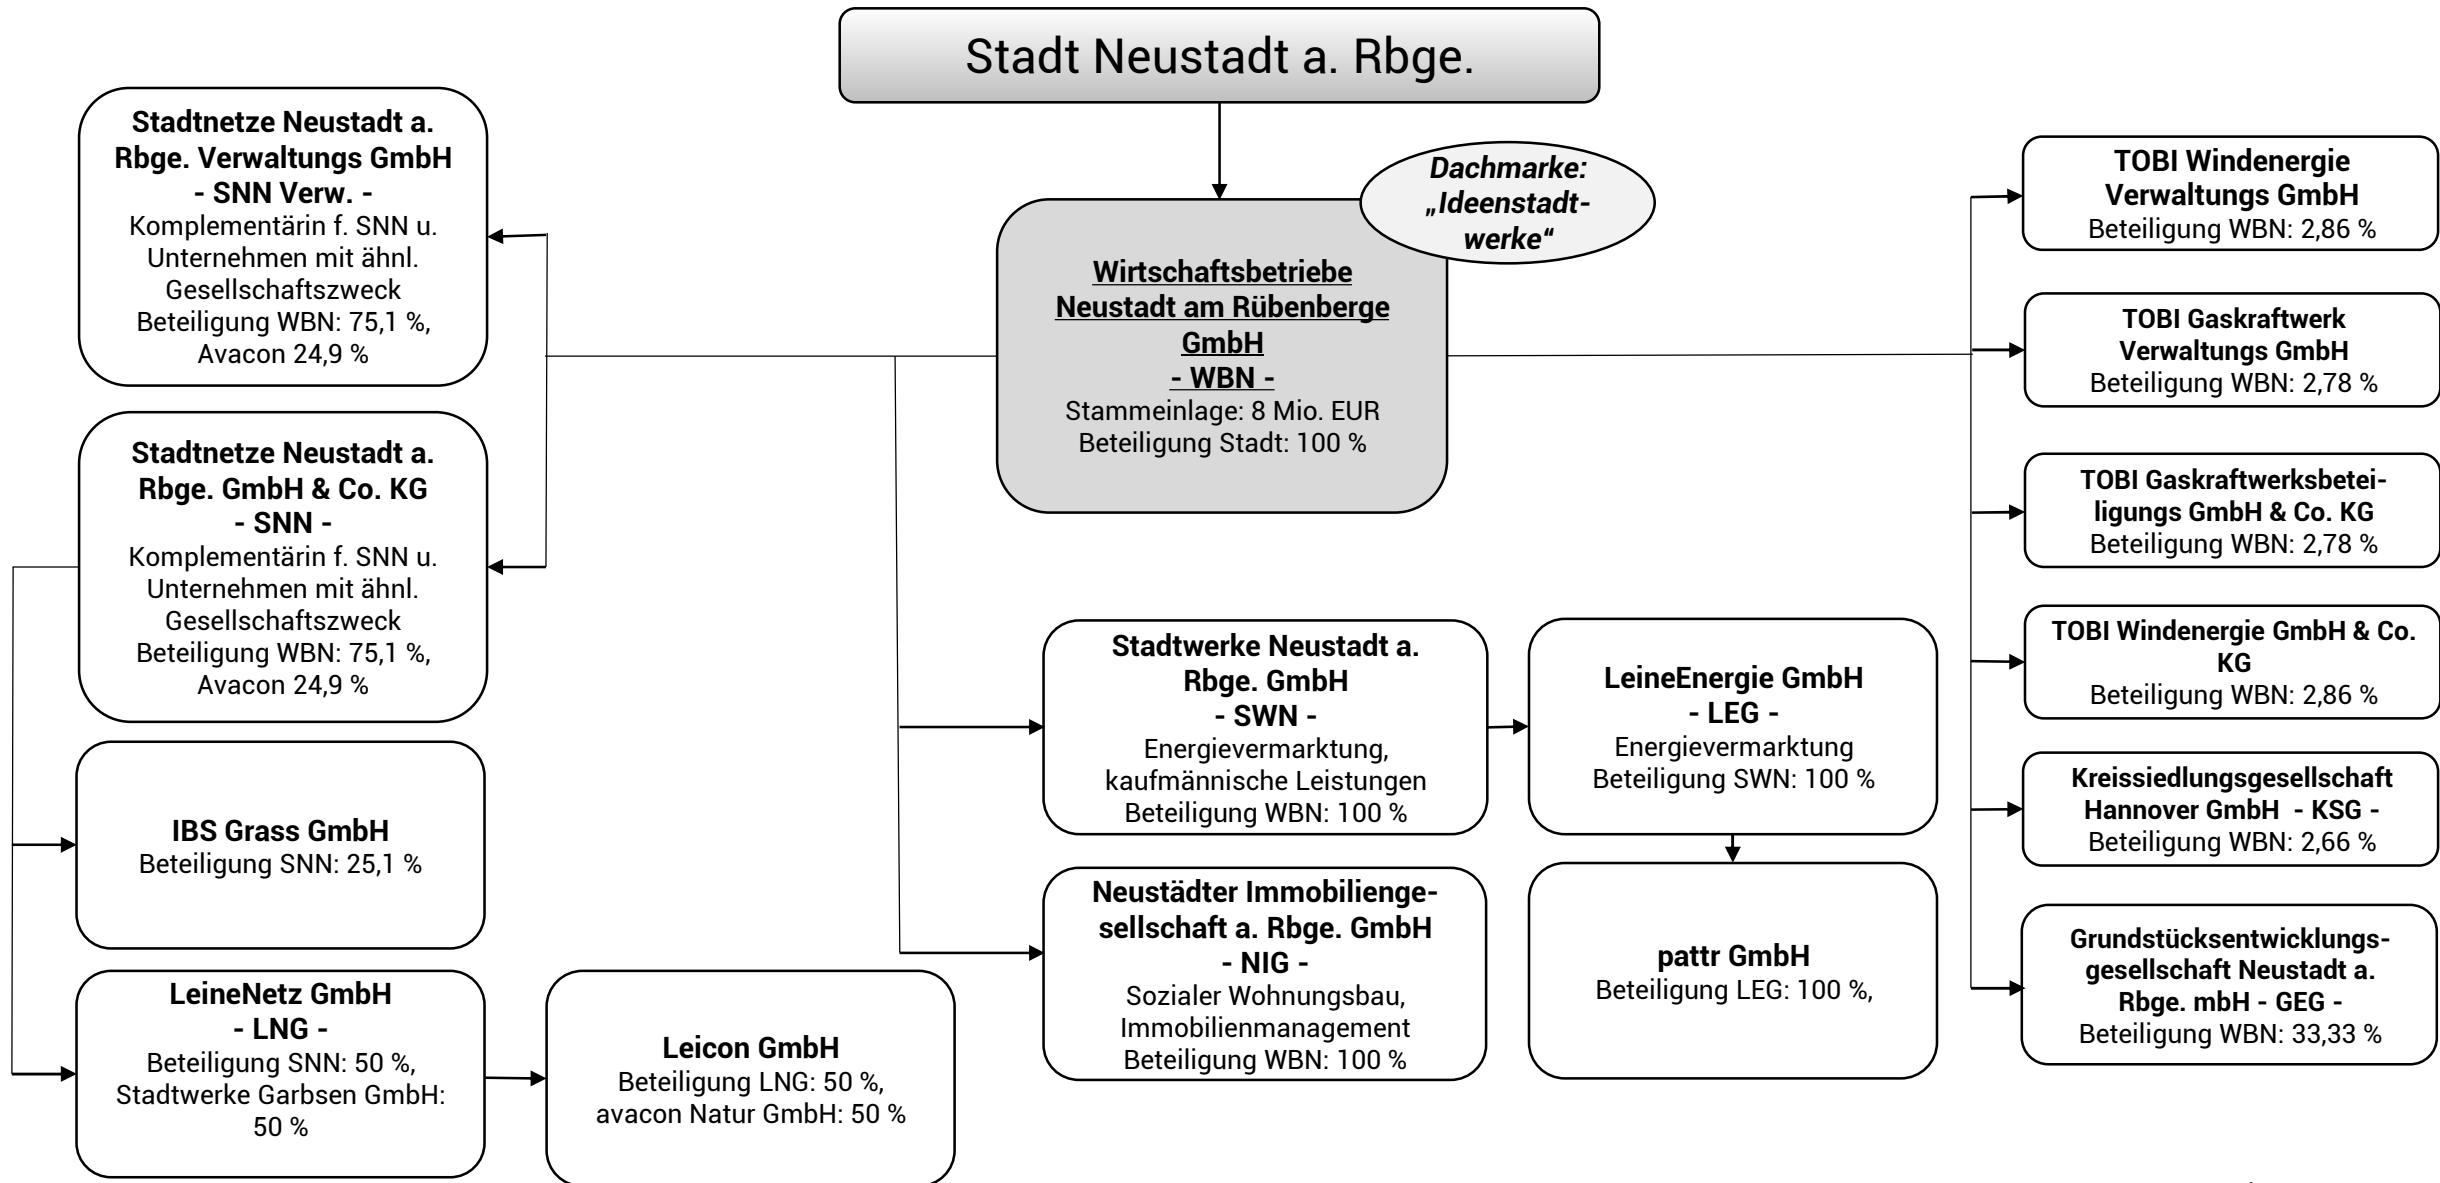 Stadt Neustadt a. Rbge.
Stadtnetze Neustadt a.
Rbge. Verwaltungs GmbH
- SNN Verw. -
Komplementärin f. SNN u.
Unternehmen mit ähnl.
Gesellschaftszweck
Beteiligung WBN: 75,1 %,
Avacon 24,9 %
Stadtnetze Neustadt a.
Rbge. GmbH & Co. KG
- SNN -
Komplementärin f. SNN u.
Unternehmen mit ähnl.
Gesellschaftszweck
Beteiligung WBN: 75,1 %,
Avacon 24,9 %
IBS Grass GmbH
Beteiligung SNN: 25,1 %
LeineNetz GmbH
- LNG -
Beteiligung SNN: 50 %,
Stadtwerke Garbsen GmbH:
50 %
Leicon GmbH
Beteiligung LNG: 50 %,
avacon Natur GmbH: 50 %
Dachmarke:
„Ideenstadt-
werke“
Wirtschaftsbetriebe
Neustadt am Rübenberge
GmbH
- WBN -
Stammeinlage: 8 Mio. EUR
Beteiligung Stadt: 100 %
Stadtwerke Neustadt a.
Rbge. GmbH
- SWN -
Energievermarktung,
kaufmännische Leistungen
Beteiligung WBN: 100 %
Neustädter Immobilienge-
sellschaft a. Rbge. GmbH
- NIG -
Sozialer Wohnungsbau,
Immobilienmanagement
Beteiligung WBN: 100 %
LeineEnergie GmbH
- LEG -
Energievermarktung
Beteiligung SWN: 100 %
pattr GmbH
Beteiligung LEG: 100 %,
TOBI Windenergie
Verwaltungs GmbH
Beteiligung WBN: 2,86 %
TOBI Gaskraftwerk
Verwaltungs GmbH
Beteiligung WBN: 2,78 %
TOBI Gaskraftwerksbetei-
ligungs GmbH & Co. KG
Beteiligung WBN: 2,78 %
TOBI Windenergie GmbH & Co.
KG
Beteiligung WBN: 2,86 %
Kreissiedlungsgesellschaft
Hannover GmbH - KSG -
Beteiligung WBN: 2,66 %
Grundstücksentwicklungs-
gesellschaft Neustadt a.
Rbge. mbH - GEG -
Beteiligung WBN: 33,33 %